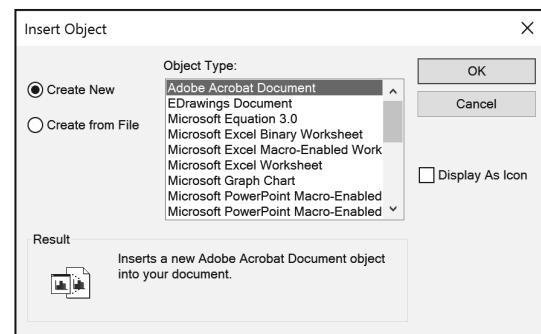 Insert Object
Object Type:
Create New
Create from File
Adobe Acrobat Document
EDrawings Document
Microsoft Equation 3.0
Microsoft Excel Binary Worksheet
Microsoft Excel Macro-Enabled Work
Microsoft Excel Worksheet
Microsoft Graph Chart
Microsoft PowerPoint Macro-Enabled
Microsoft PowerPoint Macro-Enabled
OK
Cancel
Display As Icon
Result
Inserts a new Adobe Acrobat Document object
into your document.